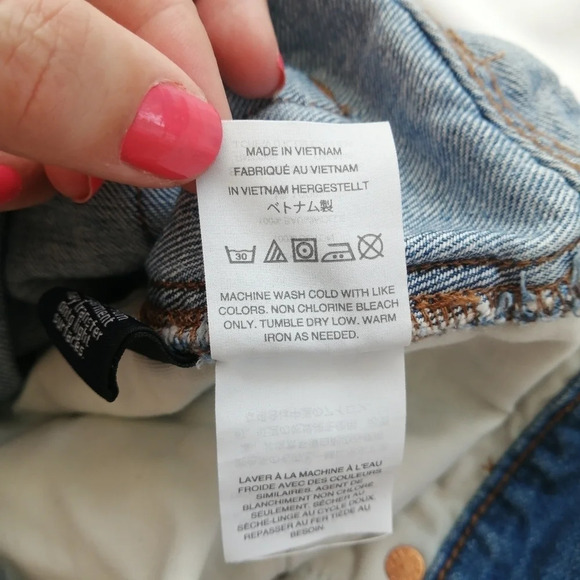 MADE IN VIETNAM
FABRIQUÉ AU VIETNAM
IN VIETNAM HERGESTELLT
ベトナム製
30
MACHINE WASH COLD WITH LIKE
COLORS. NON CHLORINE BLEACH
ONLY. TUMBLE DRY LOW. WARM
IRON AS NEEDED.
LAVER À LA MACHINE À L'EAU
FROIDE AVEC DES COULEURS
SIMILAIRES. AGENT DE
BLANCHIMENT NON CHLORÉ
SEULEMENT. SÉCHER AU
SÈCHE-LINGE AU CYCLE DOUX.
REPASSER AU FER TIÈDE AU
BESOIN.